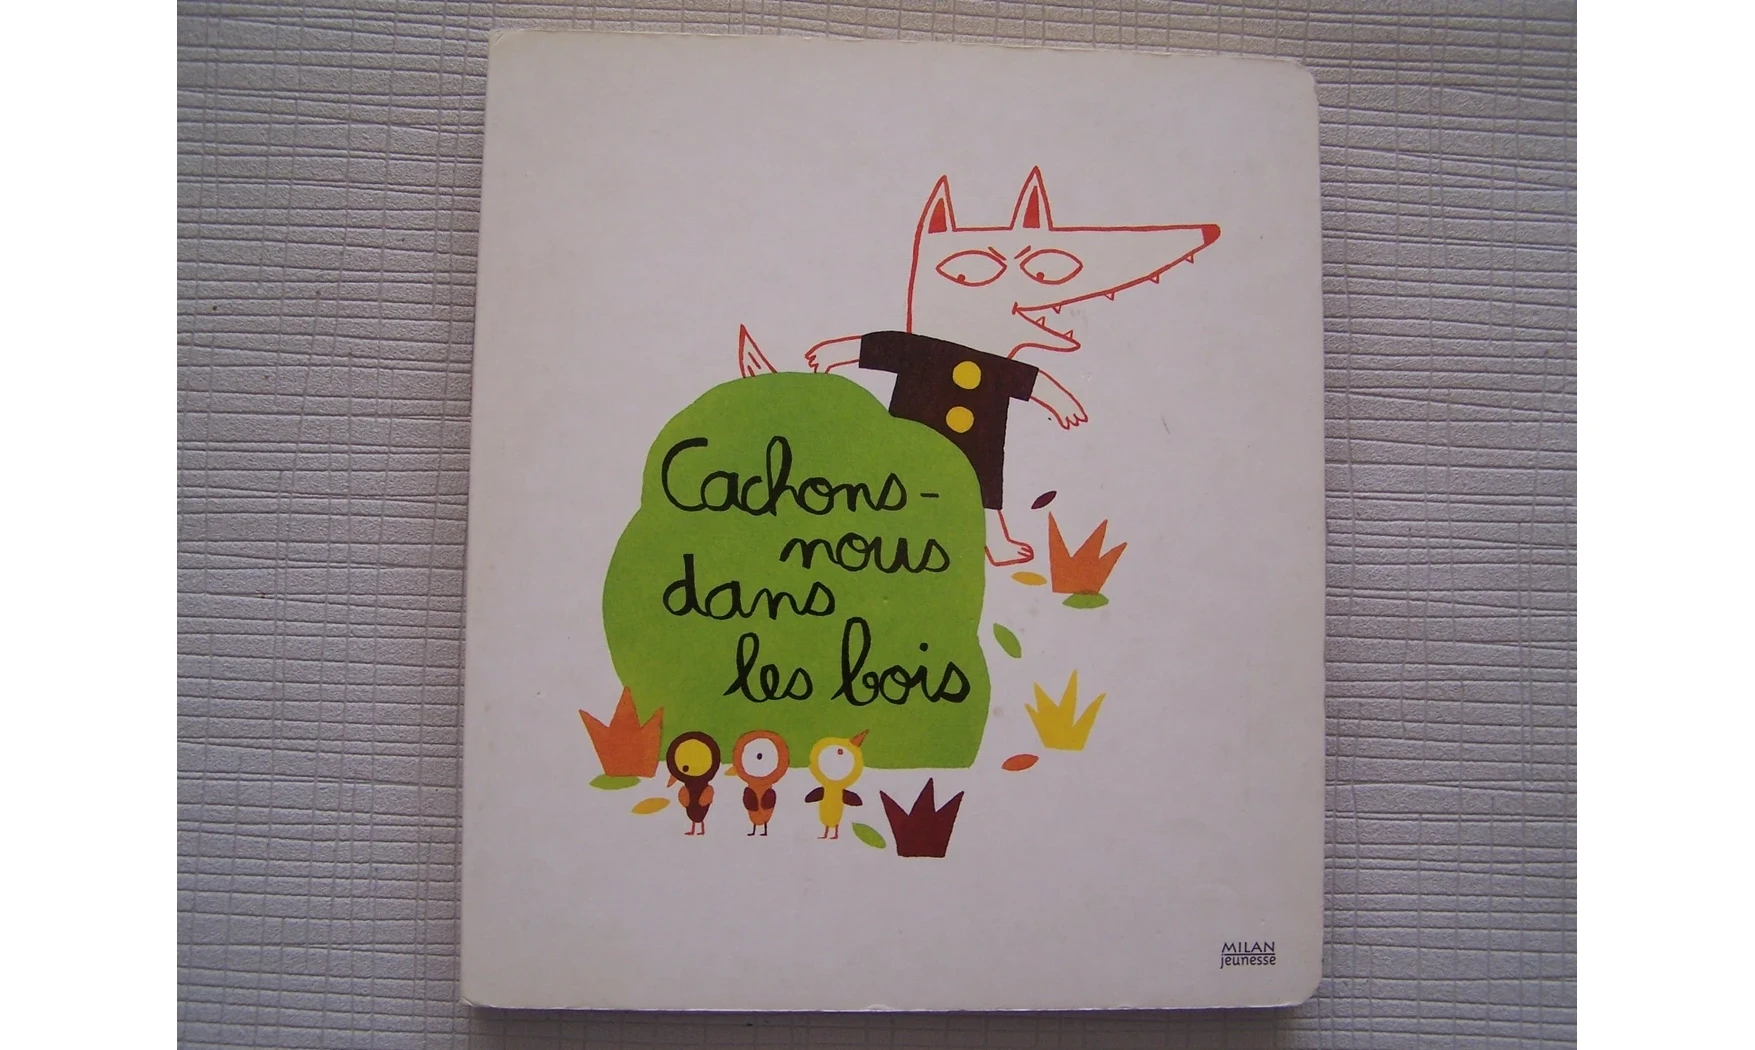 Cachons-
nous
dans
les bois
MILAN
jeunesse